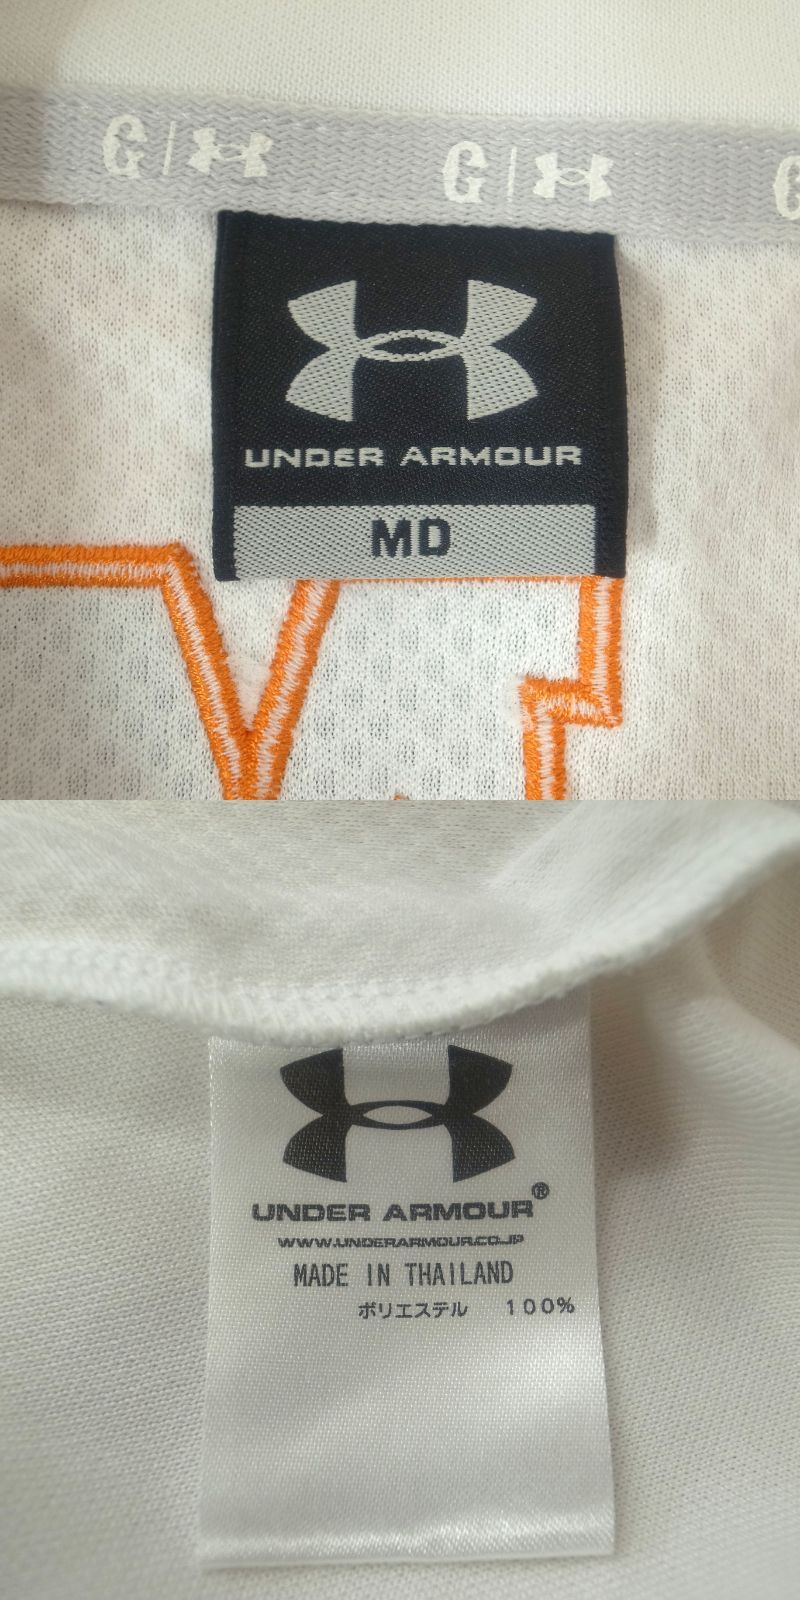 G | G | G
UNDER ARMOUR
MD
UNDER ARMOUR®
WWW.UNDERARMOUR.CO.JP
MADE IN THAILAND
ポリエステル 100%